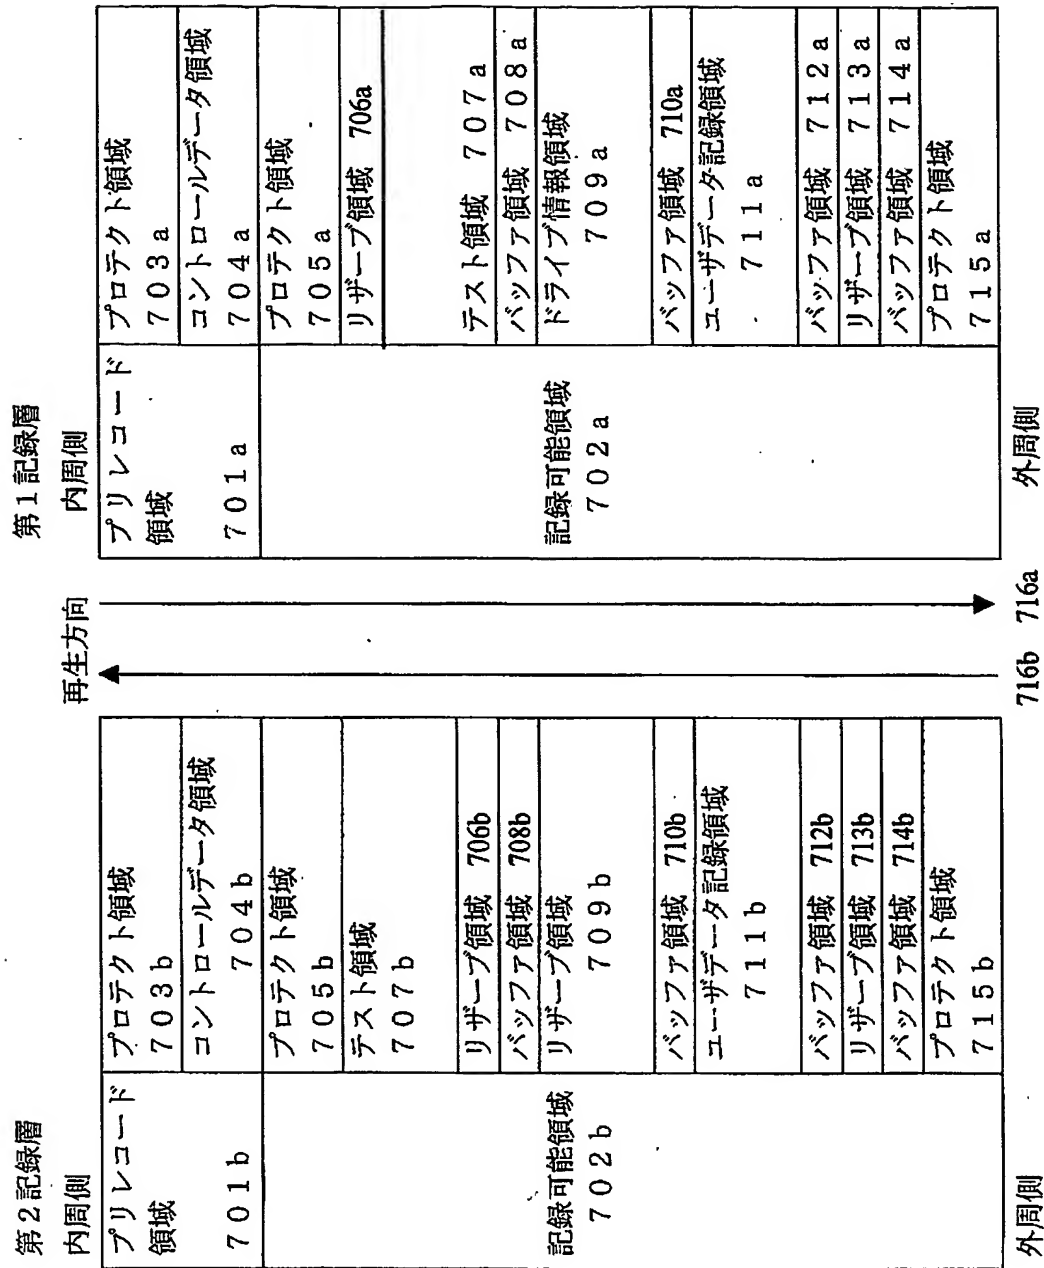 第2記録層
内周側
プリレコード
領域
701b
記録可能領域
702b
外周側
プロテクト領域
703b
コントロールデータ領域
704b
プロテクト領域
705b
テスト領域
707b
リザーブ領域 706b
バッファ領域 708b
リザーブ領域
709b
バッファ領域 710b
ユーザデータ記録領域
711b
バッファ領域 712b
リザーブ領域 713b
バッファ領域 714b
プロテクト領域
715b
再生方向
716b 716a
第1記録層
内周側
プリレコード
領域
701a
記録可能領域
702a
外周側
プロテクト領域
703a
コントロールデータ領域
704a
プロテクト領域
705a
リザーブ領域 706a
テスト領域 707a
バッファ領域 708a
ドライブ情報領域
709a
バッファ領域 710a
ユーザデータ記録領域
711a
バッファ領域 712a
リザーブ領域 713a
バッファ領域 714a
プロテクト領域
715a